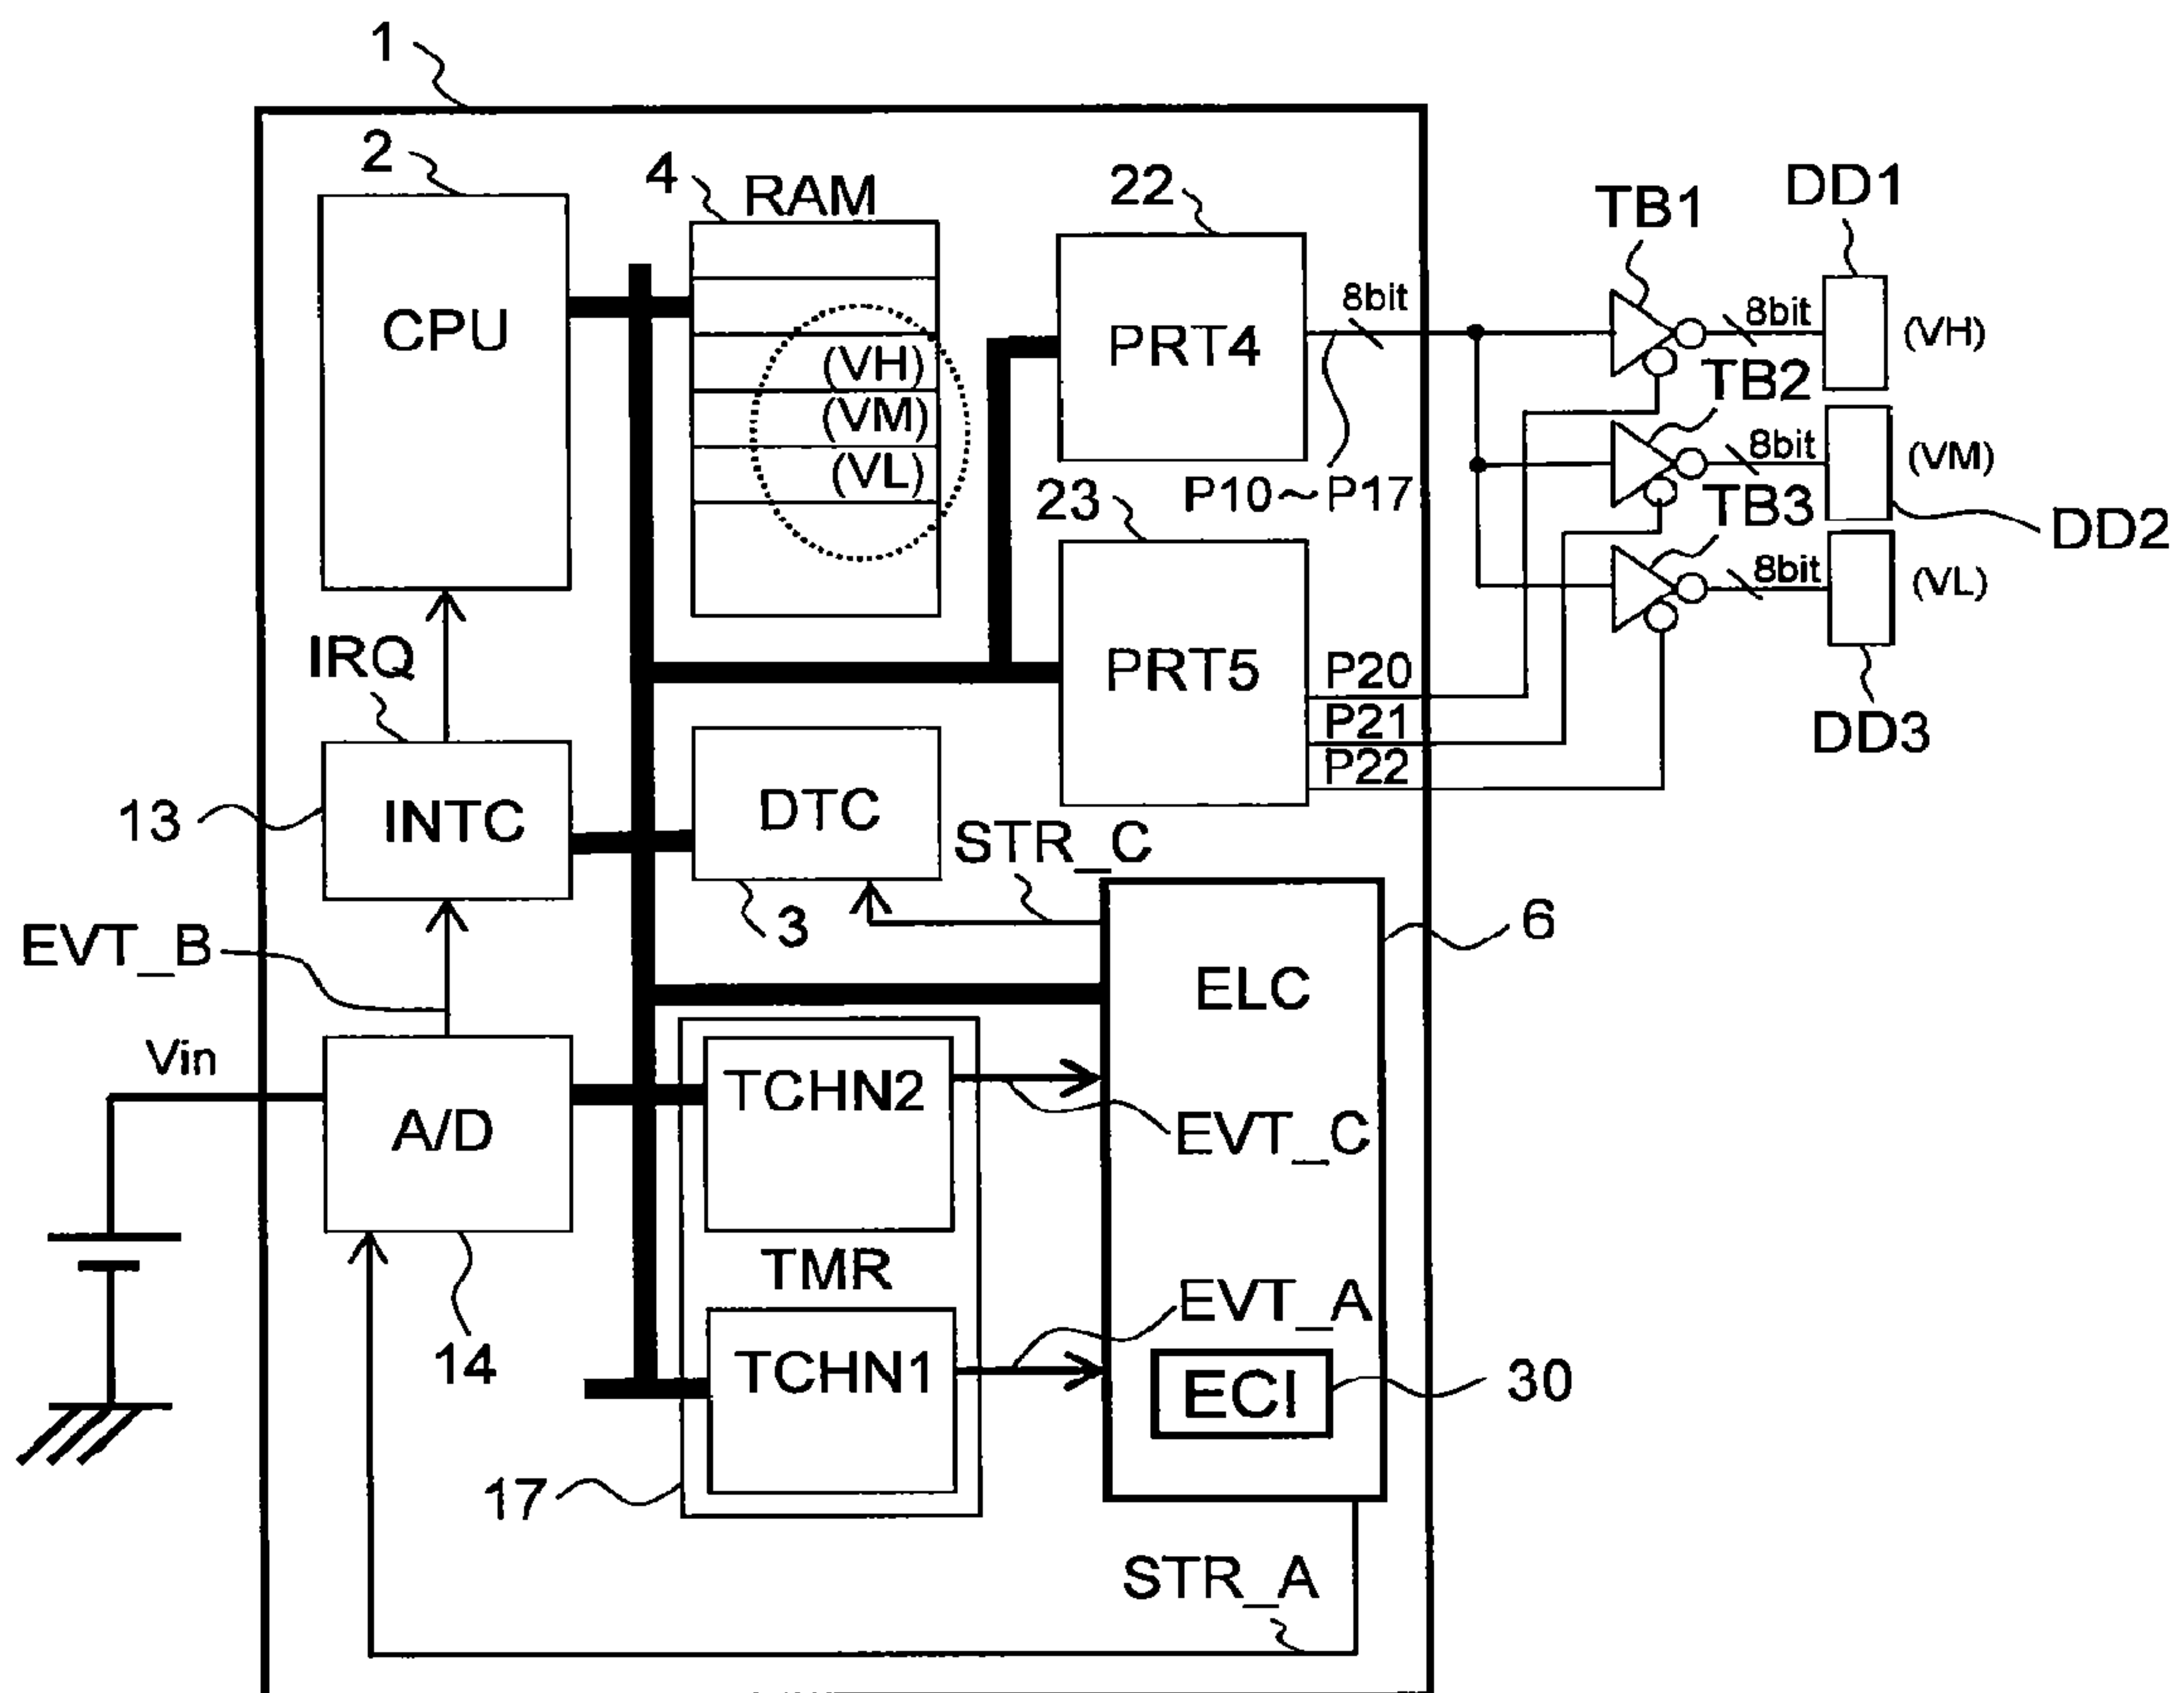 1
2
4
RAM
22
TB1
DD1
CPU
(VH)
(VM)
(VL)
PRT4
8bit
8bit
(VH)
TB2
8bit
(VM)
P10～P17
23
TB3
DD2
8bit
(VL)
IRQ
PRT5
P20
P21
P22
DD3
13
INTC
DTC
STR_C
3
6
EVT_B
ELC
Vin
A/D
TCHN2
EVT_C
TMR
EVT_A
14
TCHN1
ECI
30
17
STR_A